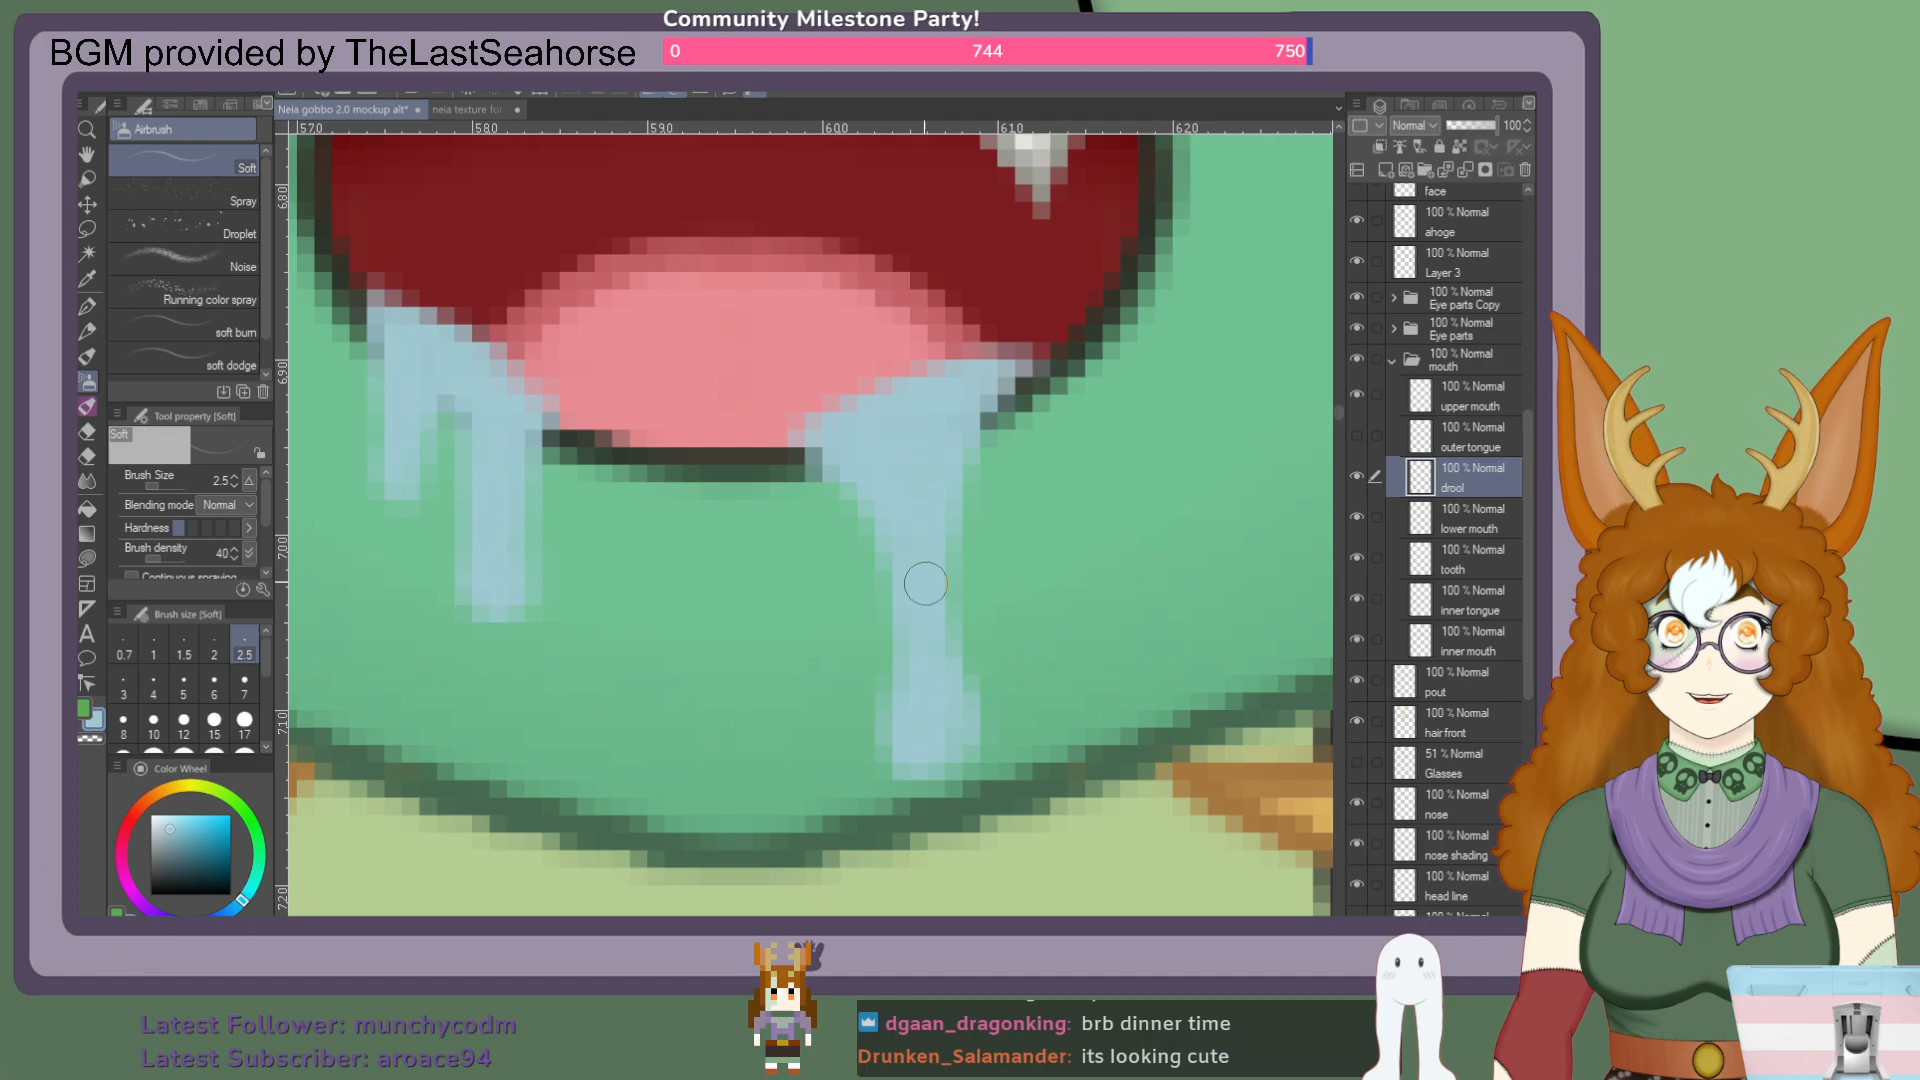 Community Milestone Party!
BGM provided by TheLastSeahorse
0 744 750
Neia gobbo 2.0 mockup alt* neia texture for
Airbrush
570 580 590 600 610 620
Normal 100
Soft
Spray
Droplet
Noise
Running color spray
soft burn
soft dodge
680
690
700
710
720
Tool property [Soft]
Soft
Brush Size 2.5
Blending mode Normal
Hardness
Brush density 40
Continuous spraying
Brush size [Soft]
0.7 1 1.5 2 2.5
3 4 5 6 7
8 10 12 15 17
Color Wheel
face
100 % Normal
ahoge
100 % Normal
Layer 3
100 % Normal
Eye parts Copy
100 % Normal
Eye parts
100 % Normal
mouth
100 % Normal
upper mouth
100 % Normal
outer tongue
100 % Normal
drool
100 % Normal
lower mouth
100 % Normal
tooth
100 % Normal
inner tongue
100 % Normal
inner mouth
100 % Normal
pout
100 % Normal
hair front
51 % Normal
Glasses
100 % Normal
nose
100 % Normal
nose shading
100 % Normal
head line
Latest Follower: munchycodm
Latest Subscriber: aroace94
dgaan_dragonking: brb dinner time
Drunken_Salamander: its looking cute